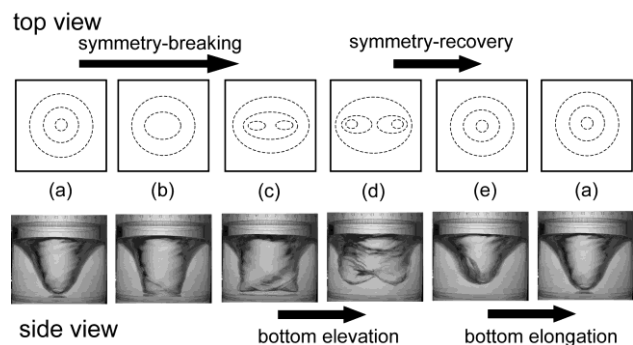 top view
symmetry-breaking
symmetry-recovery
(a)
(b)
(c)
(d)
(e)
(a)
side view
bottom elevation
bottom elongation